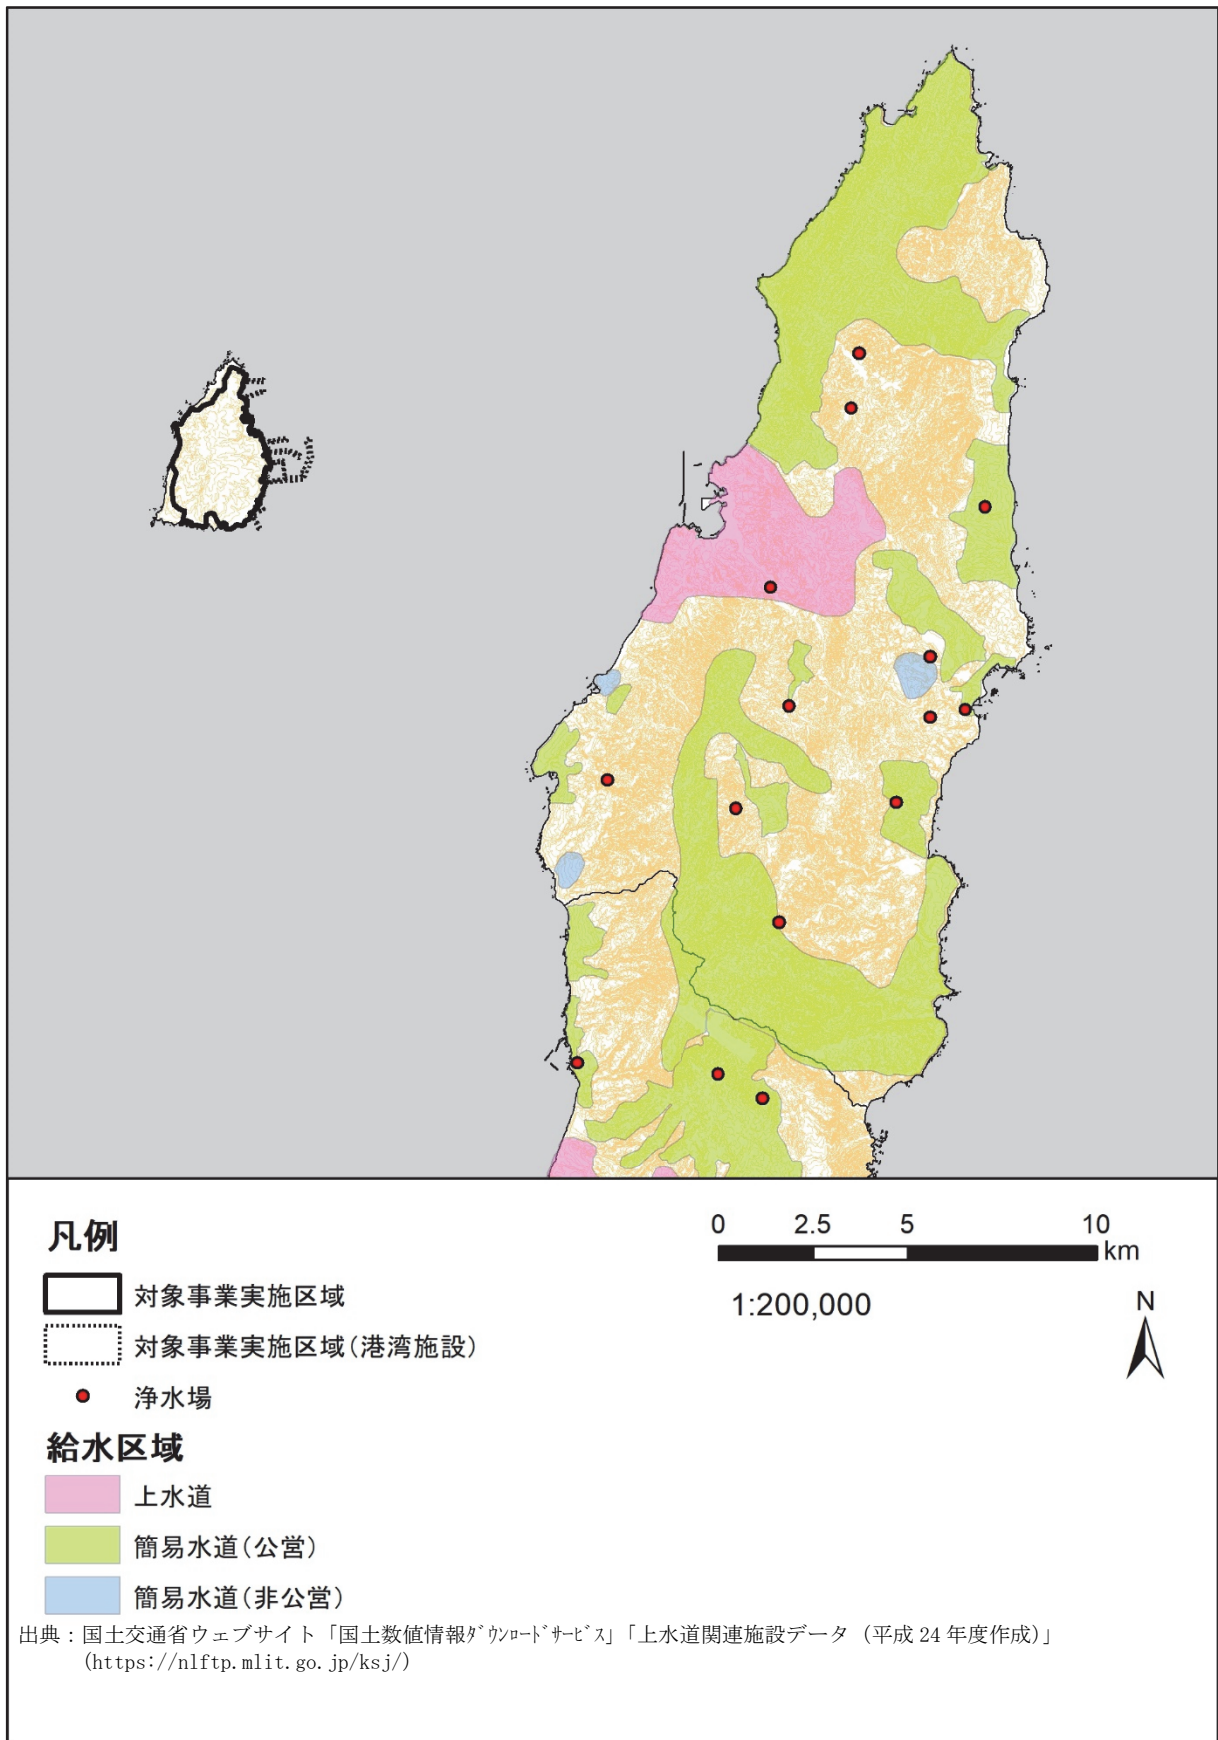 凡例
対象事業実施区域
対象事業実施区域(港湾施設)
浄水場
給水区域
上水道
簡易水道(公営)
簡易水道(非公営)
0 2.5 5 10
km
1:200,000
N
出典：国土交通省ウェブサイト「国土数値情報ﾀﾞｳﾝﾛｰﾄﾞｻｰﾋﾞｽ」「上水道関連施設データ（平成 24 年度作成）」
(https://nlftp.mlit.go.jp/ksj/)